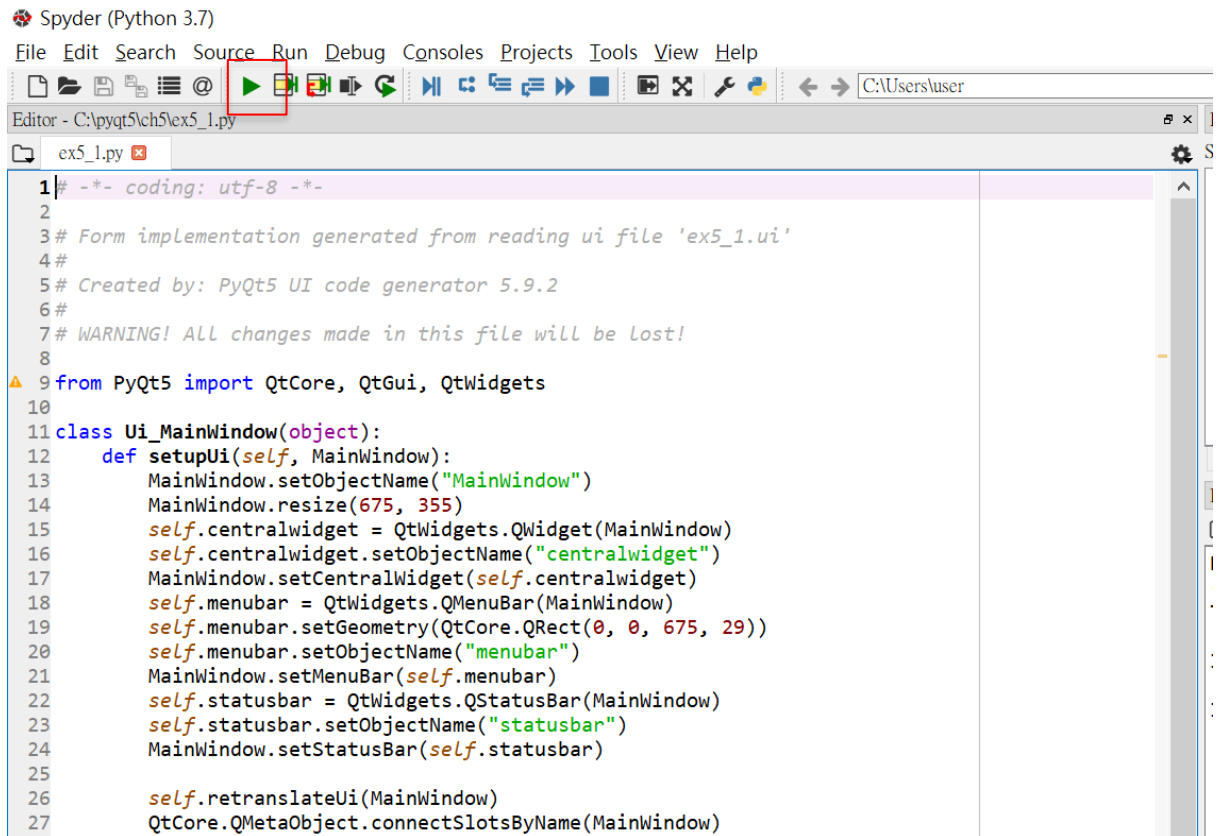 Spyder (Python 3.7)
File Edit Search Source Run Debug Consoles Projects Tools View Help
@
C:\Users\user
Editor - C:\pyqt5\ch5\ex5_1.py
ex5_1.py
1 # -*- coding: utf-8 -*-
2
3 # Form implementation generated from reading ui file 'ex5_1.ui'
4 #
5 # Created by: PyQt5 UI code generator 5.9.2
6 #
7 # WARNING! All changes made in this file will be lost!
8
9 from PyQt5 import QtCore, QtGui, QtWidgets
10
11 class Ui_MainWindow(object):
12     def setupUi(self, MainWindow):
13         MainWindow.setObjectName("MainWindow")
14         MainWindow.resize(675, 355)
15         self.centralwidget = QtWidgets.QWidget(MainWindow)
16         self.centralwidget.setObjectName("centralwidget")
17         MainWindow.setCentralWidget(self.centralwidget)
18         self.menubar = QtWidgets.QMenuBar(MainWindow)
19         self.menubar.setGeometry(QtCore.QRect(0, 0, 675, 29))
20         self.menubar.setObjectName("menubar")
21         MainWindow.setMenuBar(self.menubar)
22         self.statusbar = QtWidgets.QStatusBar(MainWindow)
23         self.statusbar.setObjectName("statusbar")
24         MainWindow.setStatusBar(self.statusbar)
25
26         self.retranslateUi(MainWindow)
27         QtCore.QMetaObject.connectSlotsByName(MainWindow)